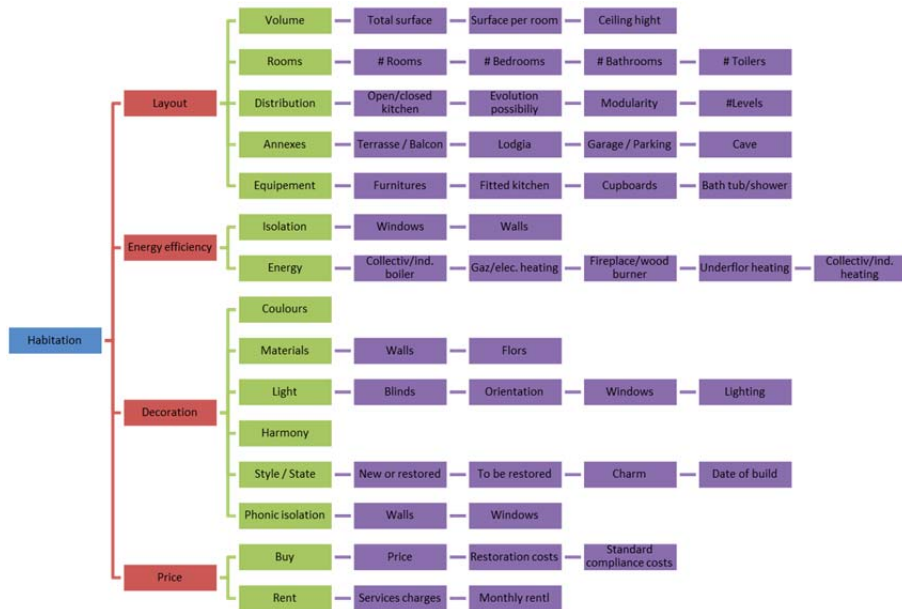 Volume
Total surface
Surface per room
Ceiling hight
Rooms
# Rooms
# Bedrooms
# Bathrooms
# Toilers
Layout
Distribution
Open/closed
kitchen
Evolution
possibiliy
Modularity
#Levels
Annexes
Terrasse / Balcon
Lodgia
Garage / Parking
Cave
Equipement
Furnitures
Fitted kitchen
Cupboards
Bath tub/shower
Energy efficiency
Isolation
Windows
Walls
Energy
Collectiv/ind.
boiler
Gaz/elec. heating
Fireplace/wood
burner
Underflor heating
Collectiv/ind.
heating
Habitation
Coulours
Materials
Walls
Flors
Decoration
Light
Blinds
Orientation
Windows
Lighting
Harmony
Style / State
New or restored
To be restored
Charm
Date of build
Phonic isolation
Walls
Windows
Price
Buy
Price
Restoration costs
Standard
compliance costs
Rent
Services charges
Monthly rentl